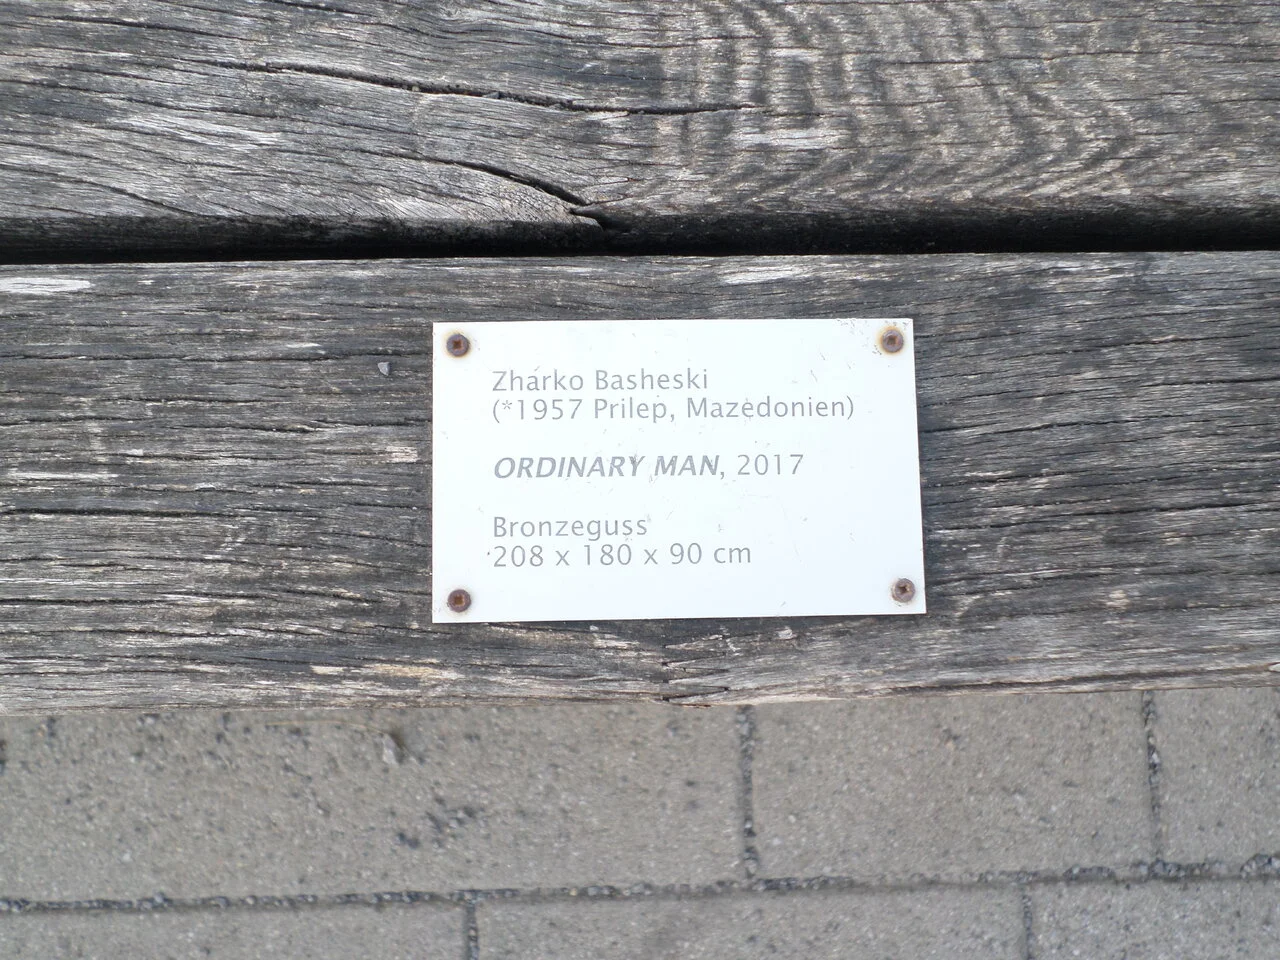 Zharko Basheski
(*1957 Prilep, Mazedonien)
ORDINARY MAN, 2017
Bronzeguss
208 x 180 x 90 cm